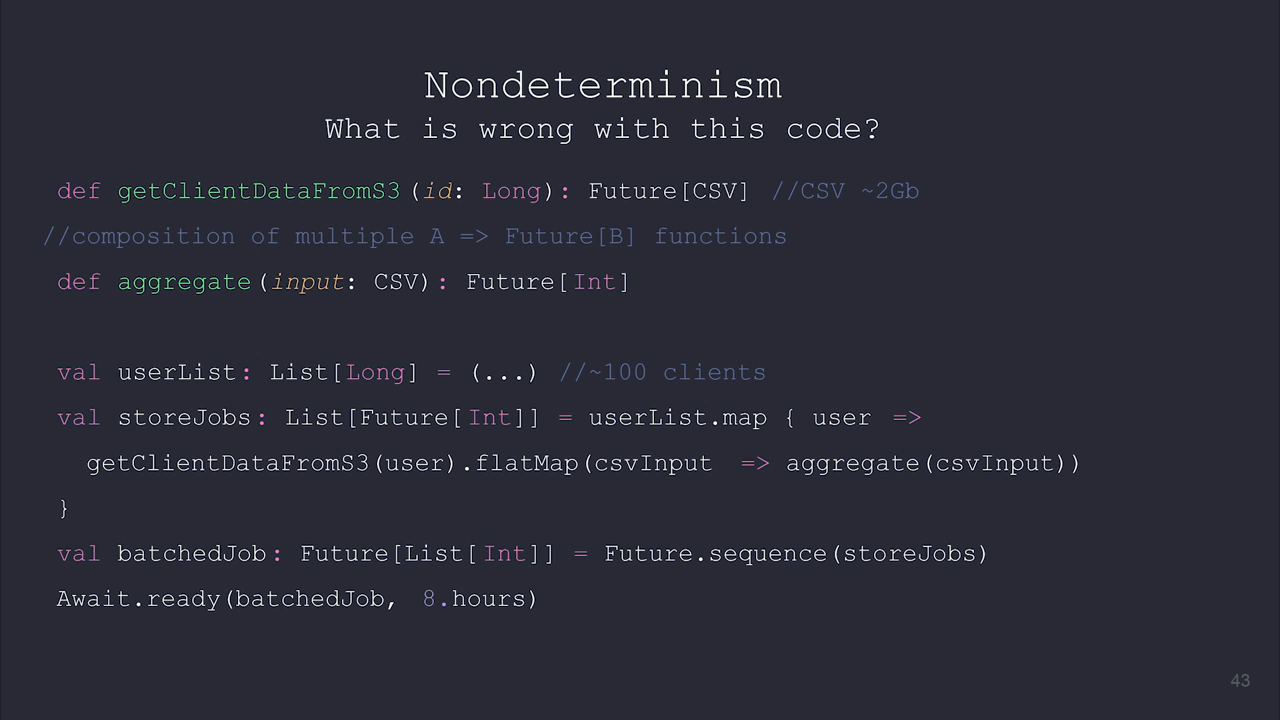 Nondeterminism
What is wrong with this code?
def getClientDataFromS3(id: Long): Future[CSV] //CSV ~2Gb
//composition of multiple A => Future[B] functions
def aggregate(input: CSV): Future[Int]
val userList: List[Long] = (...) //~100 clients
val storeJobs: List[Future[Int]] = userList.map { user =>
getClientDataFromS3(user).flatMap(csvInput => aggregate(csvInput))
}
val batchedJob: Future[List[Int]] = Future.sequence(storeJobs)
Await.ready(batchedJob, 8.hours)
43